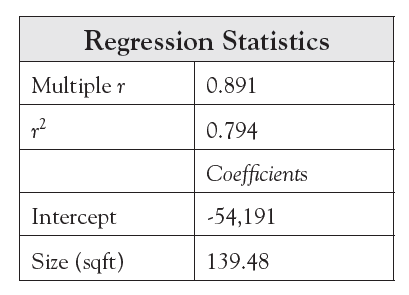 Regression Statistics
Multiple r 0.891
r² 0.794
Coefficients
Intercept -54,191
Size (sqft) 139.48